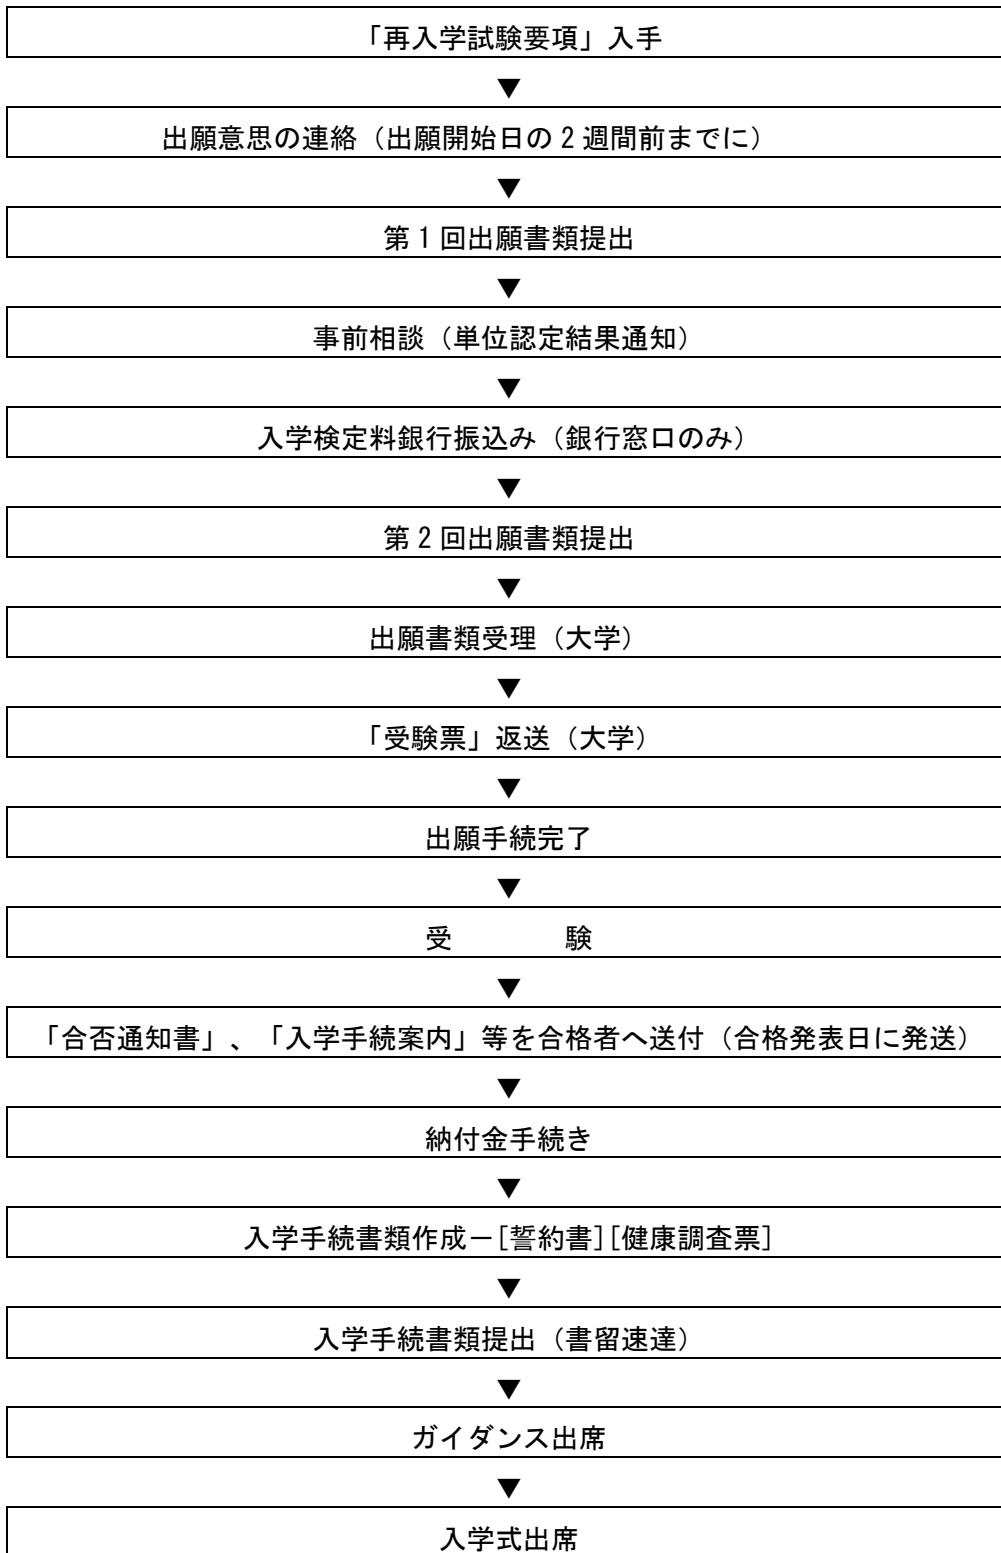 「再入学試験要項」入手
▼
出願意思の連絡（出願開始日の２週間前までに）
▼
第１回出願書類提出
▼
事前相談（単位認定結果通知）
▼
入学検定料銀行振込み（銀行窓口のみ）
▼
第２回出願書類提出
▼
出願書類受理（大学）
▼
「受験票」返送（大学）
▼
出願手続完了
▼
受　　　　験
▼
「合否通知書」、「入学手続案内」等を合格者へ送付（合格発表日に発送）
▼
納付金手続き
▼
入学手続書類作成－[誓約書][健康調査票]
▼
入学手続書類提出（書留速達）
▼
ガイダンス出席
▼
入学式出席